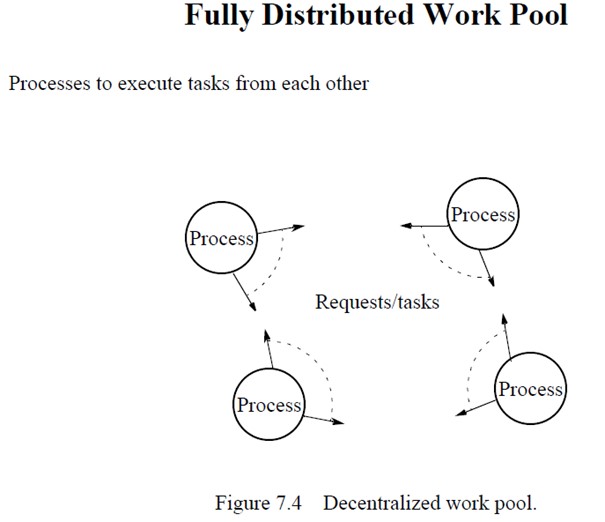 Fully Distributed Work Pool
Processes to execute tasks from each other
Process
Process
Requests/tasks
Process
Process
Figure 7.4 Decentralized work pool.